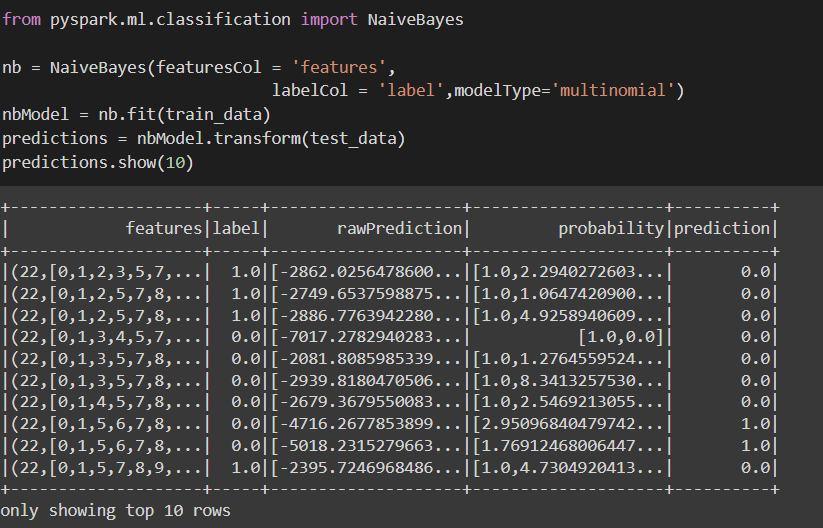 from pyspark.ml.classification import NaiveBayes
nb = NaiveBayes(featuresCol = 'features',
labelCol = 'label',modelType='multinomial')
nbModel = nb.fit(train_data)
predictions = nbModel.transform(test_data)
predictions.show(10)
+--------------------+-----+--------------------+--------------------+----------+
|            features|label|       rawPrediction|         probability|prediction|
+--------------------+-----+--------------------+--------------------+----------+
|(22,[0,1,2,3,5,7,...|  1.0|[-2862.0256478600...|[1.0,2.2940272603...|       0.0|
|(22,[0,1,2,5,7,8,...|  1.0|[-2749.6537598875...|[1.0,1.0647420900...|       0.0|
|(22,[0,1,2,5,7,8,...|  1.0|[-2886.7763942280...|[1.0,4.9258940609...|       0.0|
|(22,[0,1,3,4,5,7,...|  0.0|[-7017.2782940283...|           [1.0,0.0]|       0.0|
|(22,[0,1,3,5,7,8,...|  0.0|[-2081.8085985339...|[1.0,1.2764559524...|       0.0|
|(22,[0,1,3,5,7,8,...|  0.0|[-2939.8180470506...|[1.0,8.3413257530...|       0.0|
|(22,[0,1,4,5,7,8,...|  0.0|[-2679.3679550083...|[1.0,2.5469213055...|       0.0|
|(22,[0,1,5,6,7,8,...|  0.0|[-4716.2677853899...|[2.95096840479742...|       1.0|
|(22,[0,1,5,6,7,8,...|  0.0|[-5018.2315279663...|[1.76912468006447...|       1.0|
|(22,[0,1,5,7,8,9,...|  1.0|[-2395.7246968486...|[1.0,4.7304920413...|       0.0|
+--------------------+-----+--------------------+--------------------+----------+
only showing top 10 rows